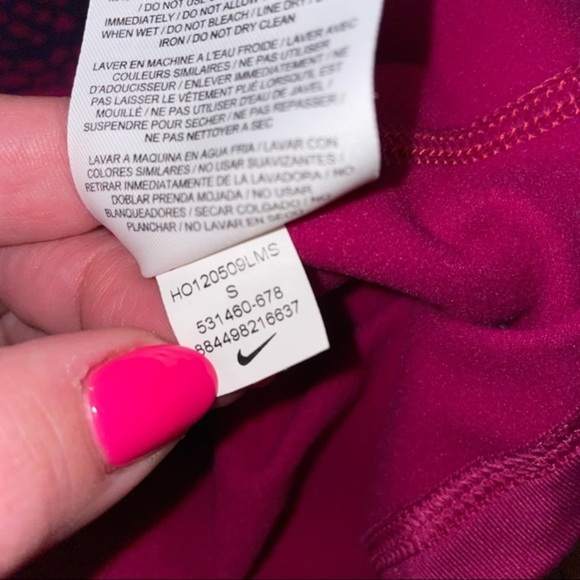 IMMEDIATELY / DO NOT ALLOW
WHEN WET / DO NOT BLEACH / LINE DRY /
IRON / DO NOT DRY CLEAN
LAVER EN MACHINE A L'EAU FROIDE / LAVER AVEC
COULEURS SIMILAIRES / NE PAS UTILISER
D'ADOUCISSEUR / ENLEVER IMMEDIATEMENT / NE
PAS LAISSER LE VÊTEMENT PLIÉ LORSQU'IL EST
MOUILLÉ / NE PAS UTILISER D'EAU DE JAVEL /
SUSPENDRE POUR SECHER / NE PAS REPASSER /
NE PAS NETTOYER A SEC
LAVAR A MAQUINA EN AGUA FRIA / LAVAR CON
COLORES SIMILARES / NO USAR SUAVIZANTES /
RETIRAR INMEDIATAMENTE DE LA LAVADORA / NO
DOBLAR PRENDA MOJADA / NO USAR
BLANQUEADORES / SECAR COLGADO / NO
PLANCHAR / NO LAVAR EN SECO
HO120509LMS
S
531460-678
884498216637